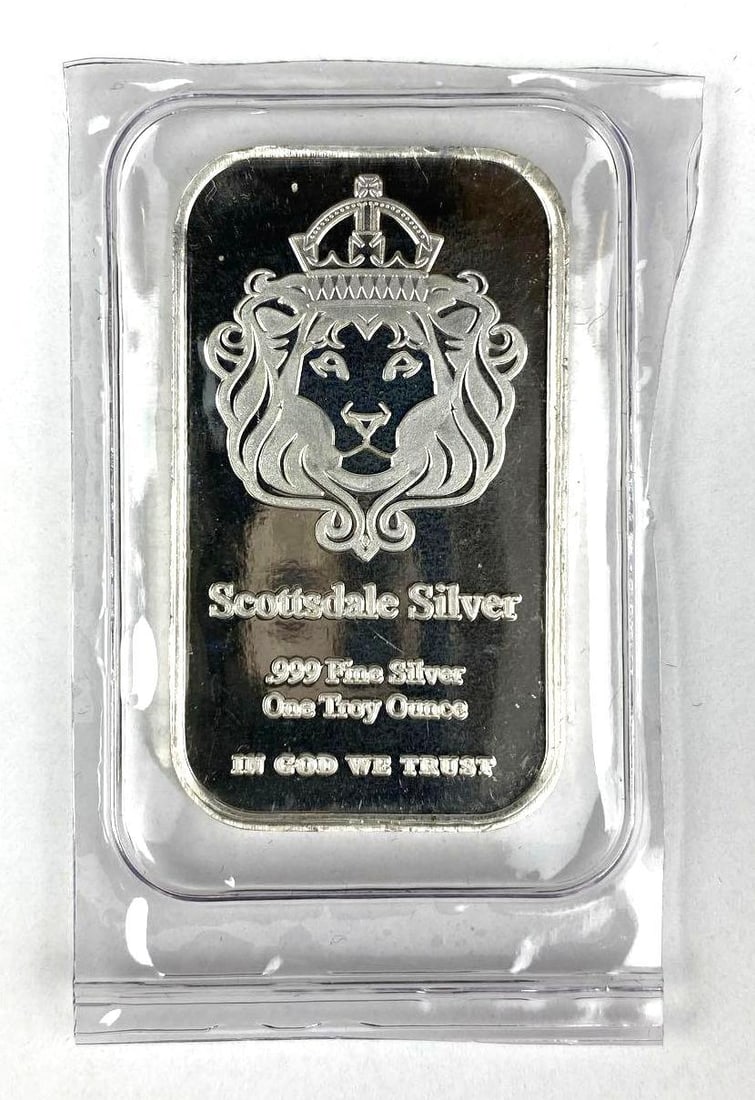 Scottsdale Silver
.999 Fine Silver
One Troy Ounce
IN GOD WE TRUST